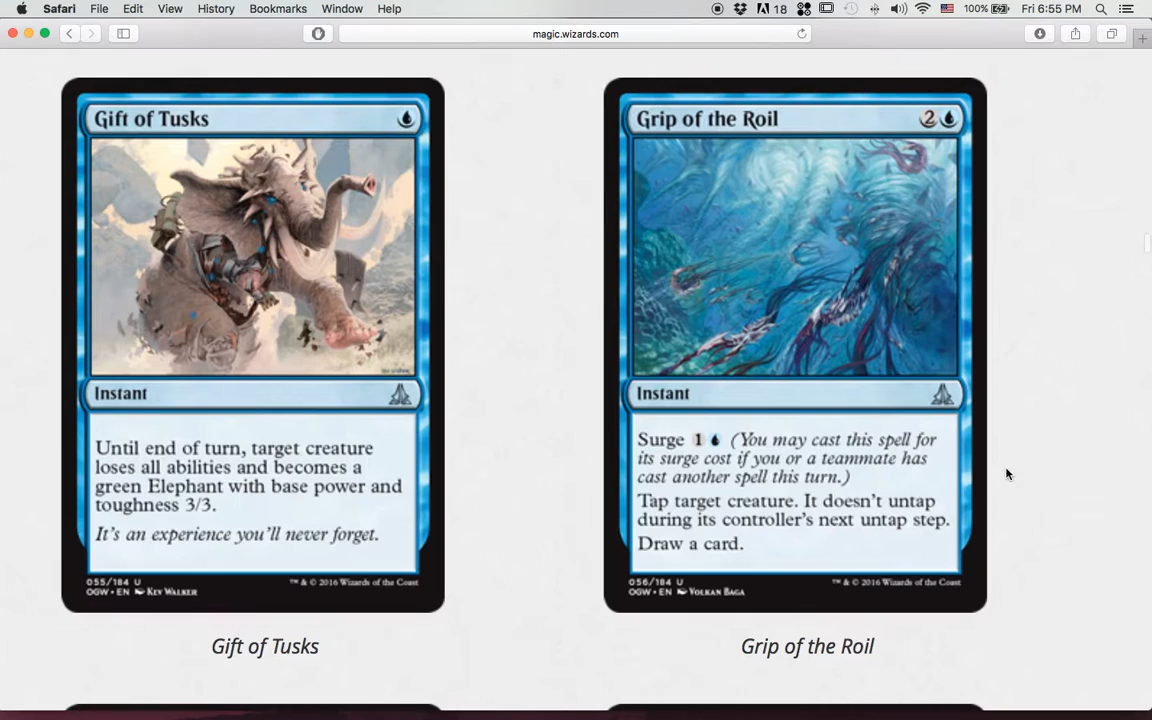 Safari File Edit View History Bookmarks Window Help 18 100% Fri 6:55 PM
magic.wizards.com
Gift of Tusks
Instant
Until end of turn, target creature
loses all abilities and becomes a
green Elephant with base power and
toughness 3/3.
It's an experience you'll never forget.
055/184 U
OGW • EN Kev Walker
™ & © 2016 Wizards of the Coast
Gift of Tusks
Grip of the Roil 2
Instant
Surge 1 (You may cast this spell for
its surge cost if you or a teammate has
cast another spell this turn.)
Tap target creature. It doesn't untap
during its controller's next untap step.
Draw a card.
056/184 U
OGW • EN Volkan Baga
™ & © 2016 Wizards of the Coast
Grip of the Roil